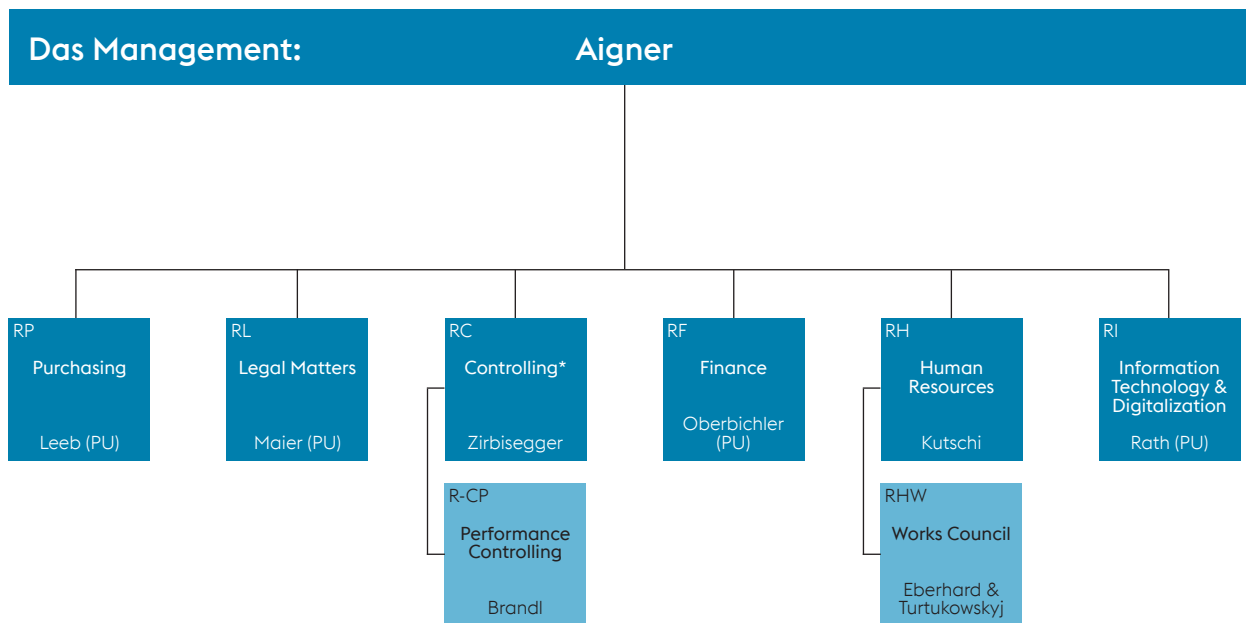 Das Management: Aigner
RP
Purchasing
Leeb (PU)
RL
Legal Matters
Maier (PU)
RC
Controlling*
Zirbisegger
RF
Finance
Oberbichler
(PU)
RH
Human
Resources
Kutschi
RI
Information
Technology &
Digitalization
Rath (PU)
R-CP
Performance
Controlling
Brandl
RHW
Works Council
Eberhard &
Turtukowskyj